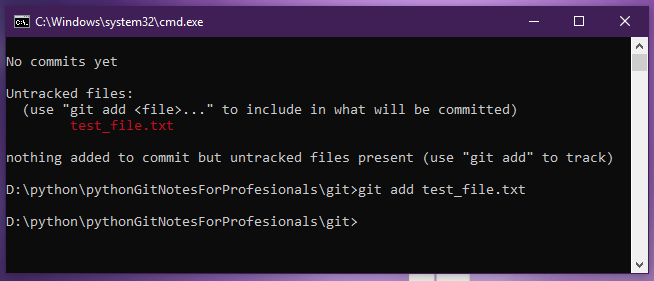 C:\Windows\system32\cmd.exe
No commits yet
Untracked files:
(use "git add <file>..." to include in what will be committed)
test_file.txt
nothing added to commit but untracked files present (use "git add" to track)
D:\python\pythonGitNotesForProfesionals\git>git add test_file.txt
D:\python\pythonGitNotesForProfesionals\git>